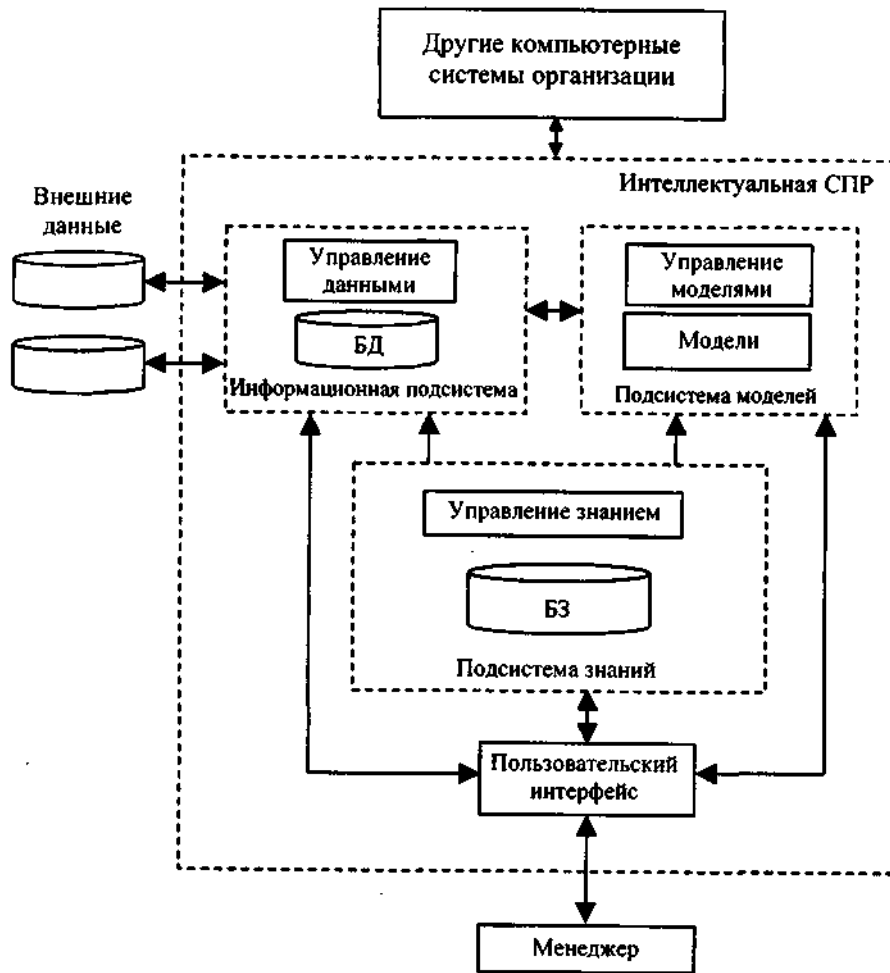 Другие компьютерные
системы организации
Интеллектуальная СПР
Внешние
данные
Управление
данными
БД
Информационная подсистема
Управление
моделями
Модели
Подсистема моделей
Управление знанием
БЗ
Подсистема знаний
Пользовательский
интерфейс
Менеджер